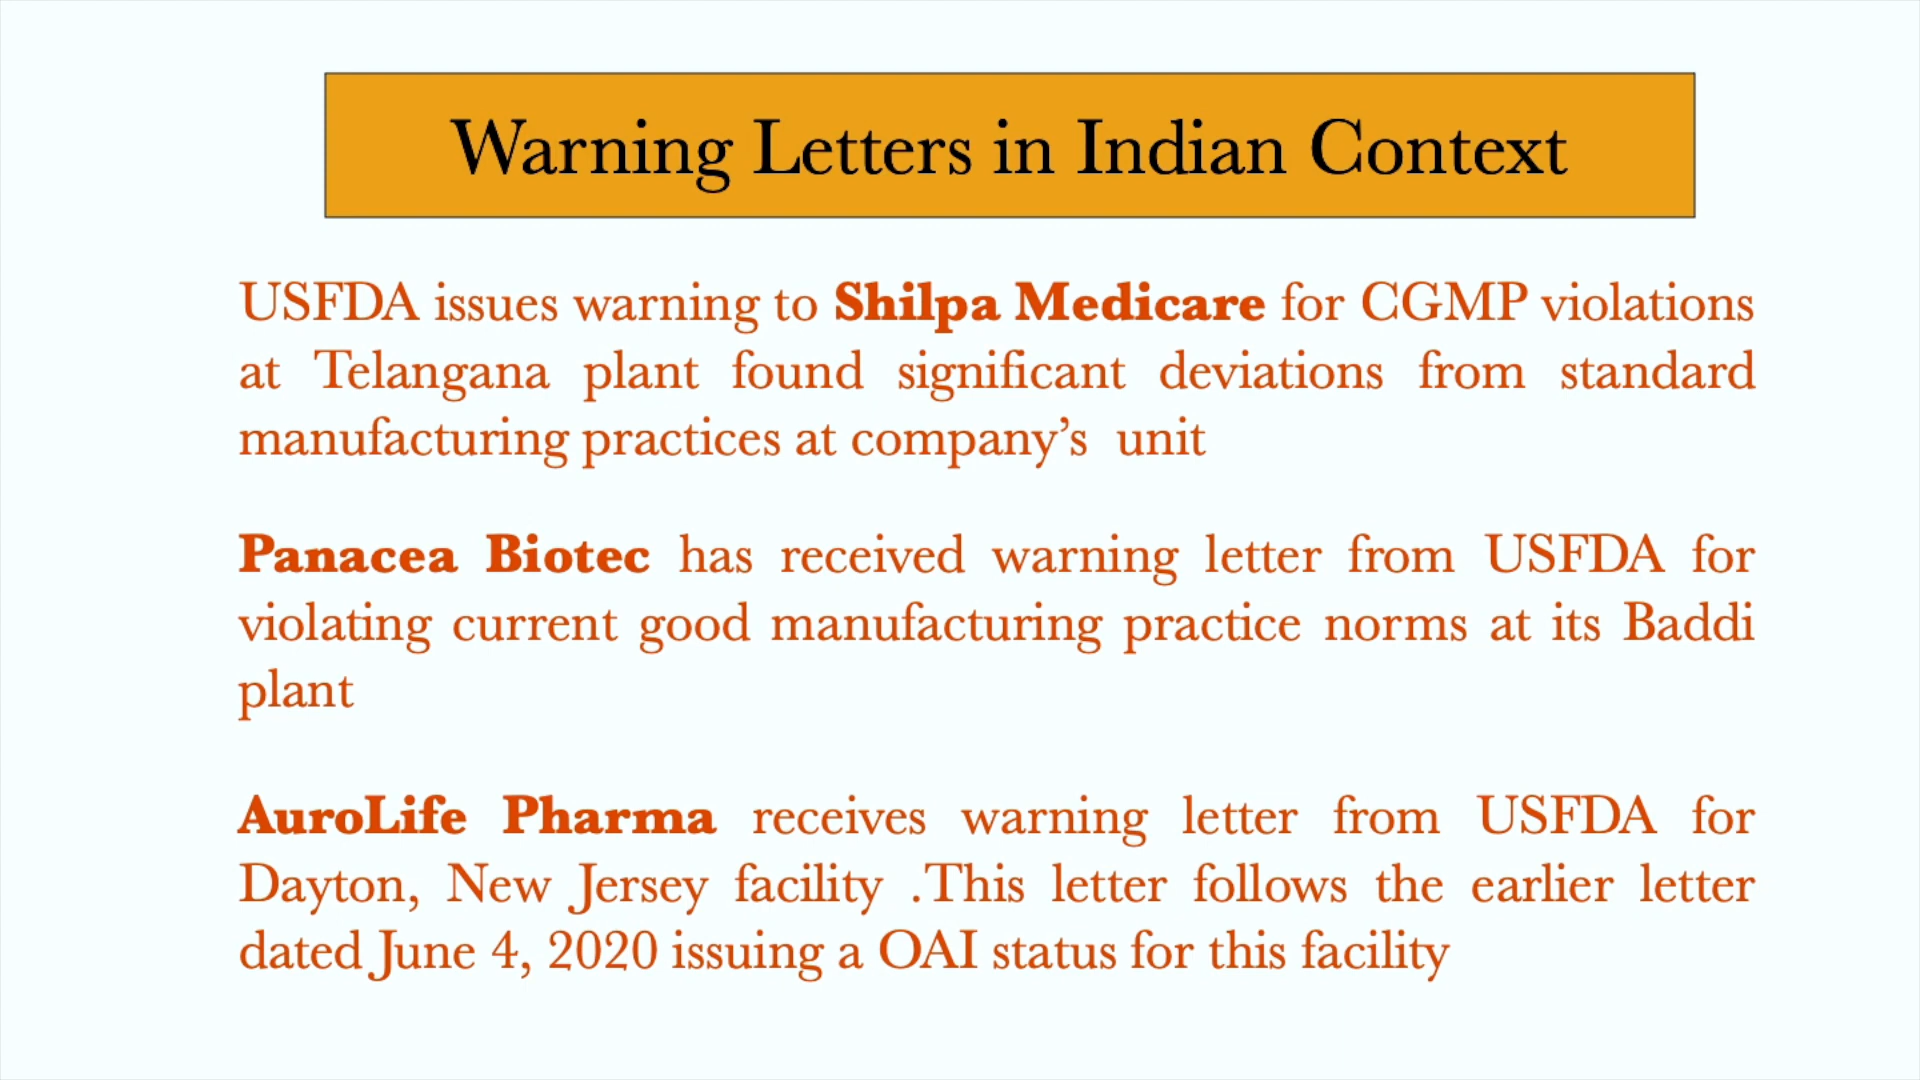 Warning Letters in Indian Context
USFDA issues warning to Shilpa Medicare for CGMP violations
at Telangana plant found significant deviations from standard
manufacturing practices at company’s unit
Panacea Biotec has received warning letter from USFDA for
violating current good manufacturing practice norms at its Baddi
plant
AuroLife Pharma receives warning letter from USFDA for
Dayton, New Jersey facility .This letter follows the earlier letter
dated June 4, 2020 issuing a OAI status for this facility